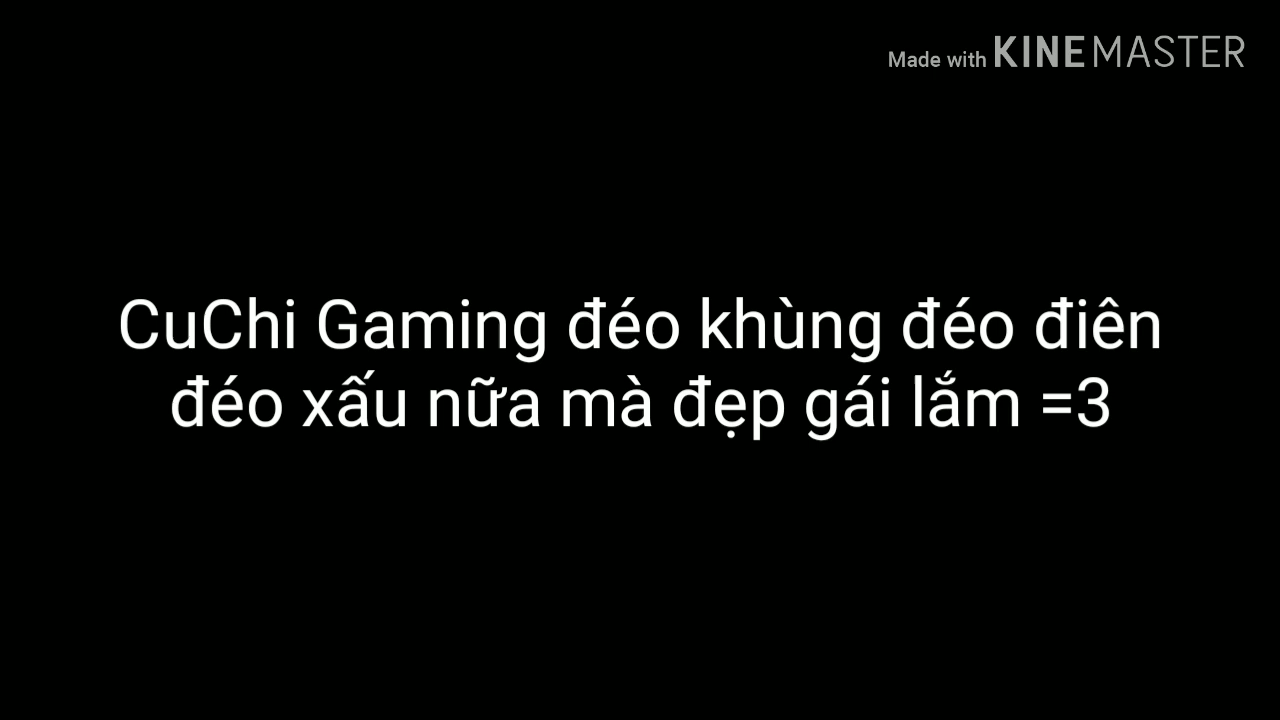 Made with KINEMASTER
CuChi Gaming đéo khùng đéo điên
đéo xấu nữa mà đẹp gái lắm =3